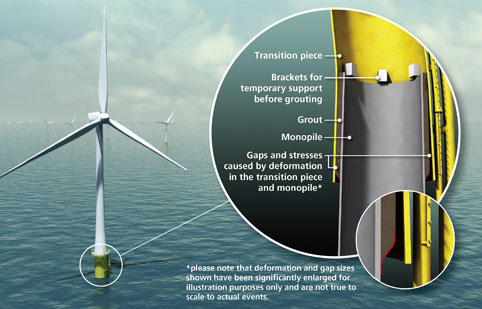 Transition piece
Brackets for
temporary support
before grouting
Grout
Monopile
Gaps and stresses
caused by deformation
in the transition piece
and monopile*
*please note that deformation and gap sizes
shown have been significantly enlarged for
illustration purposes only and are not true to
scale to actual events.